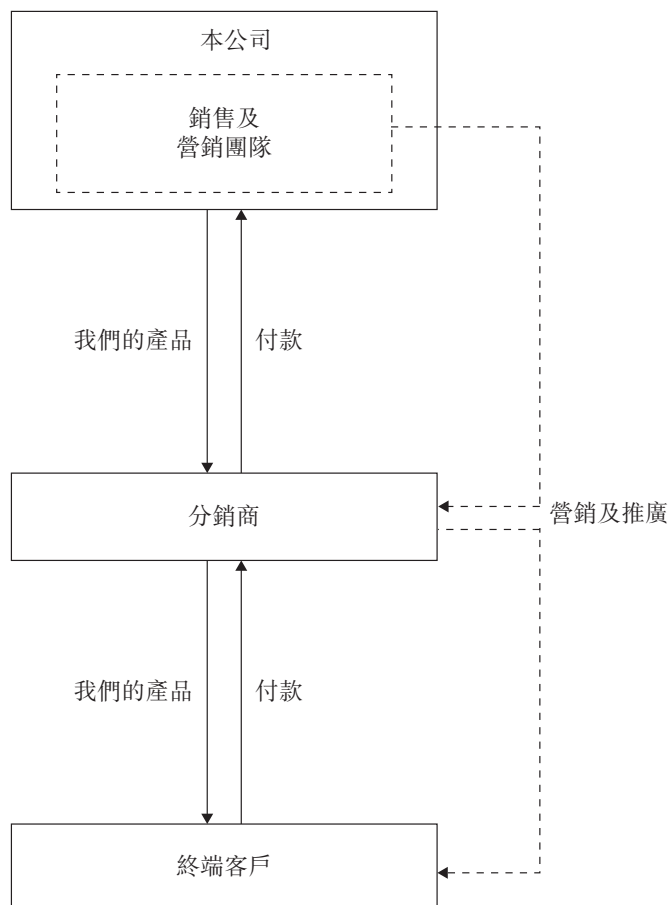 本公司
銷售及
營銷團隊
我們的產品
付款
分銷商
營銷及推廣
我們的產品
付款
終端客戶